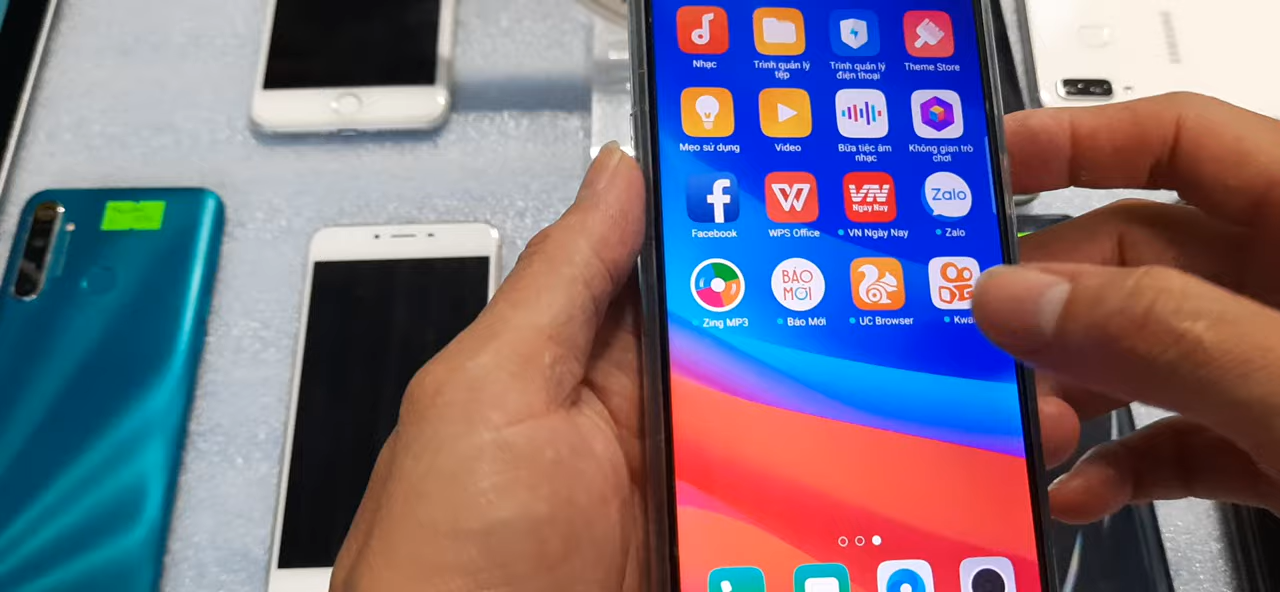 Nhạc
Trình quản lý
tệp
Trình quản lý
điện thoại
Theme Store
Mẹo sử dụng
Video
Bữa tiệc âm
nhạc
Không gian trò
chơi
VN
Ngày Nay
Zalo
Facebook
WPS Office
VN Ngày Nay
Zalo
BÁO
MỚI
Zing MP3
Báo Mới
UC Browser
Kwa